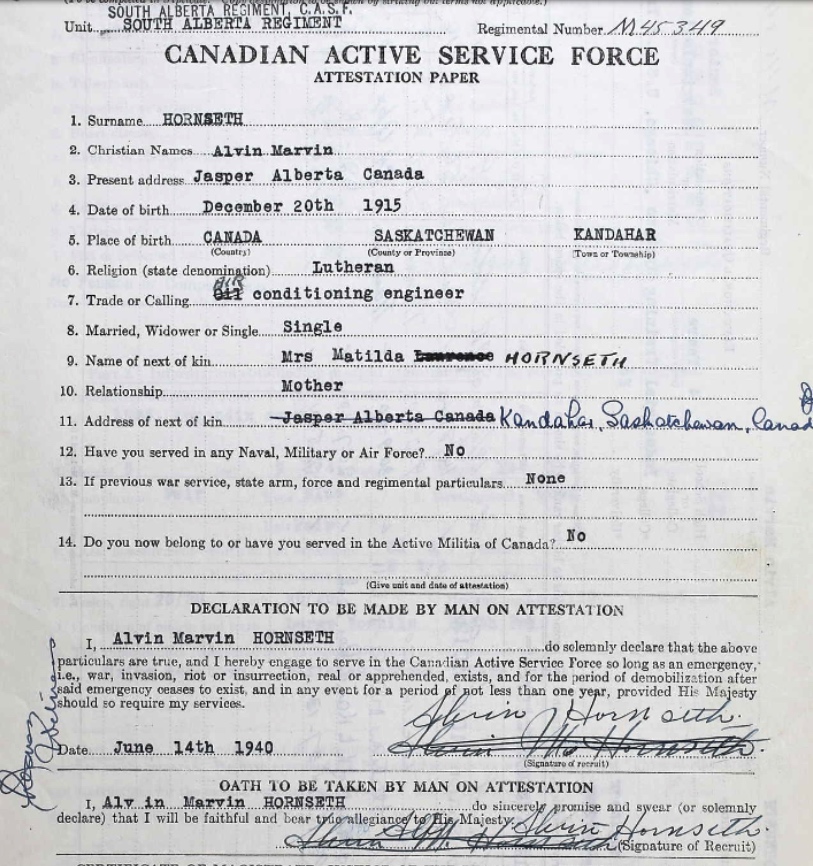 SOUTH ALBERTA REGIMENT, C.A.S.F.
Unit SOUTH ALBERTA REGIMENT Regimental Number M45349
CANADIAN ACTIVE SERVICE FORCE
ATTESTATION PAPER
1. Surname HORNSETH
2. Christian Names Alvin Marvin
3. Present address Jasper Alberta Canada
4. Date of birth December 20th 1915
5. Place of birth CANADA SASKATCHEWAN KANDAHAR
(Country) (County or Province) (Town or Township)
6. Religion (state denomination) Lutheran
AIR
7. Trade or Calling Oil conditioning engineer
8. Married, Widower or Single Single
9. Name of next of kin Mrs Matilda Lawrence HORNSETH
10. Relationship Mother
11. Address of next of kin Jasper Alberta Canada Kandahar, Saskatchewan, Canad
12. Have you served in any Naval, Military or Air Force? No
13. If previous war service, state arm, force and regimental particulars None
14. Do you now belong to or have you served in the Active Militia of Canada? No
(Give unit and date of attestation)
DECLARATION TO BE MADE BY MAN ON ATTESTATION
I, Alvin Marvin HORNSETH do solemnly declare that the above
particulars are true, and I hereby engage to serve in the Canadian Active Service Force so long as an emergency,
i.e., war, invasion, riot or insurrection, real or apprehended, exists, and for the period of demobilization after
said emergency ceases to exist, and in any event for a period of not less than one year, provided His Majesty
should so require my services.
Alvin Hornseth.
Date June 14th 1940 Alvin M. Hornseth.
(Signature of recruit)
OATH TO BE TAKEN BY MAN ON ATTESTATION
I, Alv in Marvin HORNSETH do sincerely promise and swear (or solemnly
declare) that I will be faithful and bear true allegiance to His Majesty.
Alvin M. Hornseth Alvin Hornseth. (Signature of Recruit)